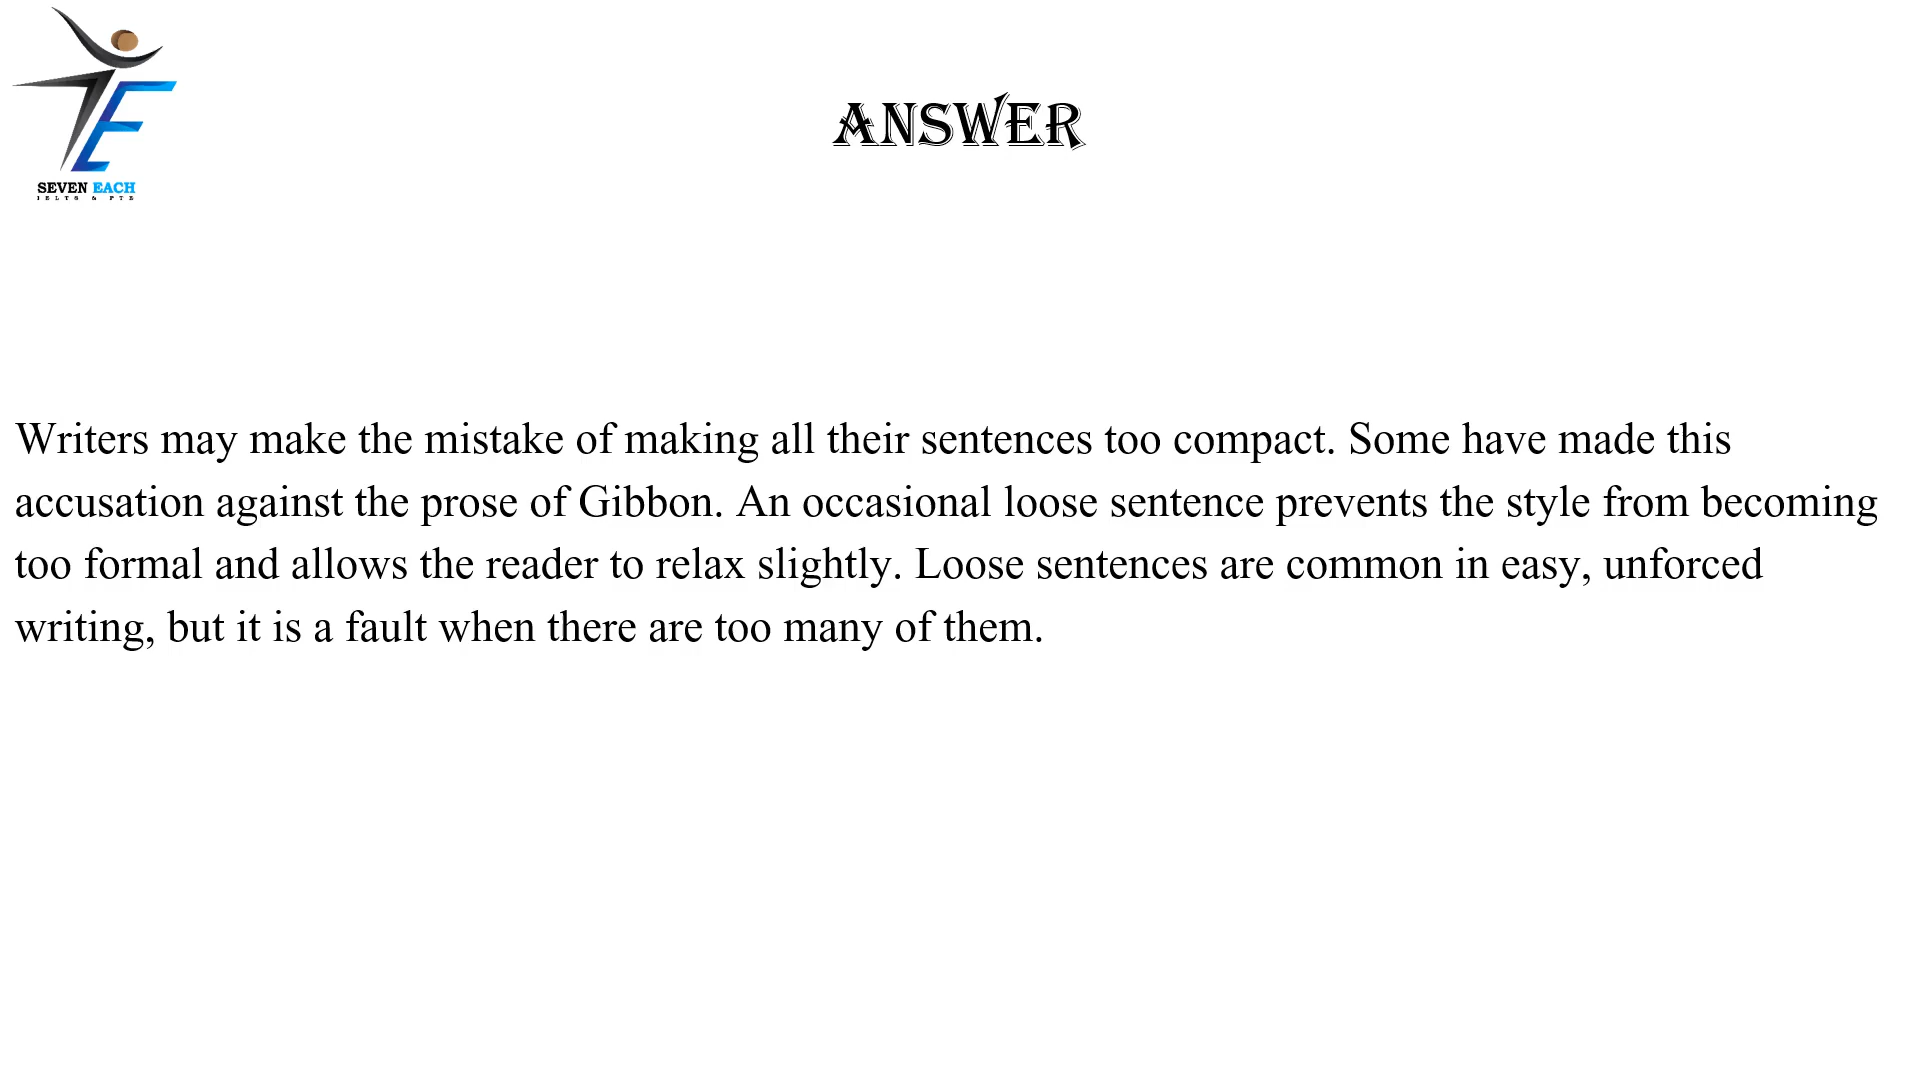 SEVEN EACH
IELTS & PTE
ANSWER
Writers may make the mistake of making all their sentences too compact. Some have made this
accusation against the prose of Gibbon. An occasional loose sentence prevents the style from becoming
too formal and allows the reader to relax slightly. Loose sentences are common in easy, unforced
writing, but it is a fault when there are too many of them.